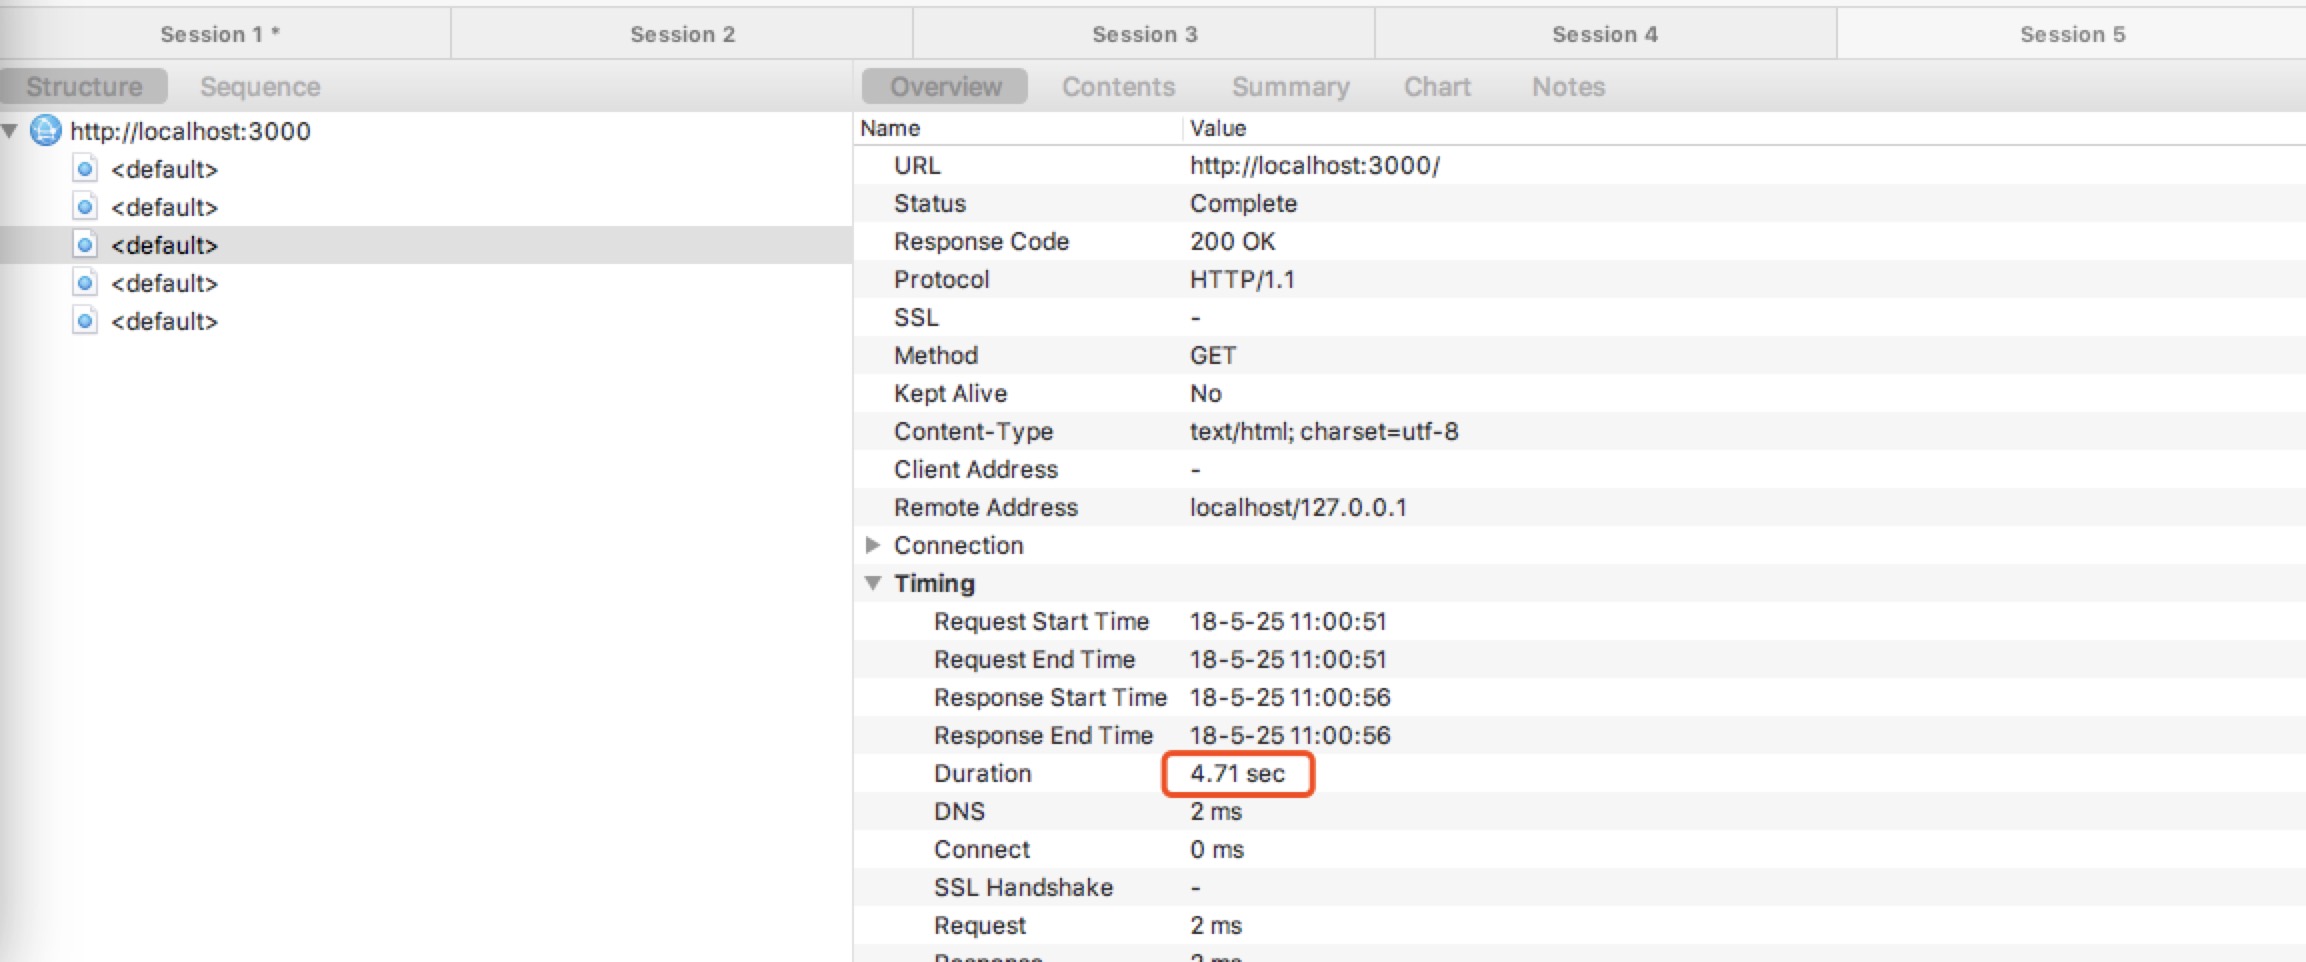 Session 1 * Session 2 Session 3 Session 4 Session 5
Structure Sequence
Overview Contents Summary Chart Notes
http://localhost:3000
<default>
<default>
<default>
<default>
<default>
Name Value
URL http://localhost:3000/
Status Complete
Response Code 200 OK
Protocol HTTP/1.1
SSL -
Method GET
Kept Alive No
Content-Type text/html; charset=utf-8
Client Address -
Remote Address localhost/127.0.0.1
Connection
Timing
Request Start Time 18-5-25 11:00:51
Request End Time 18-5-25 11:00:51
Response Start Time 18-5-25 11:00:56
Response End Time 18-5-25 11:00:56
Duration 4.71 sec
DNS 2 ms
Connect 0 ms
SSL Handshake -
Request 2 ms